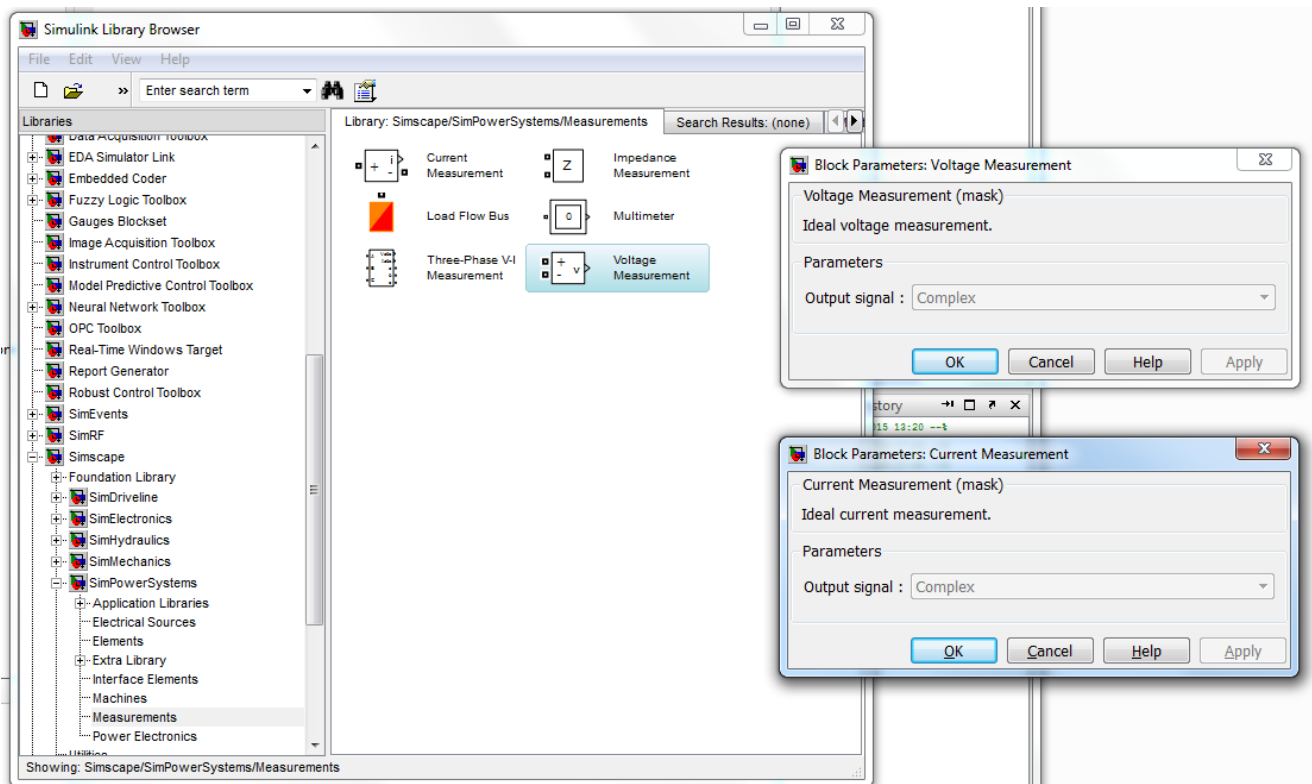 Simulink Library Browser
File Edit View Help
» Enter search term
Libraries
Data Acquisition Toolbox
EDA Simulator Link
Embedded Coder
Fuzzy Logic Toolbox
Gauges Blockset
Image Acquisition Toolbox
Instrument Control Toolbox
Model Predictive Control Toolbox
Neural Network Toolbox
OPC Toolbox
Real-Time Windows Target
Report Generator
Robust Control Toolbox
SimEvents
SimRF
Simscape
Foundation Library
SimDriveline
SimElectronics
SimHydraulics
SimMechanics
SimPowerSystems
Application Libraries
Electrical Sources
Elements
Extra Library
Interface Elements
Machines
Measurements
Power Electronics
Utilities
Showing: Simscape/SimPowerSystems/Measurements
Library: Simscape/SimPowerSystems/Measurements Search Results: (none)
+ i -
Current
Measurement
Z
Impedance
Measurement
Load Flow Bus
0
Multimeter
Three-Phase V-I
Measurement
+ - v
Voltage
Measurement
Block Parameters: Voltage Measurement
Voltage Measurement (mask)
Ideal voltage measurement.
Parameters
Output signal : Complex
OK Cancel Help Apply
story
015 13:20 --%
Block Parameters: Current Measurement
Current Measurement (mask)
Ideal current measurement.
Parameters
Output signal : Complex
OK Cancel Help Apply